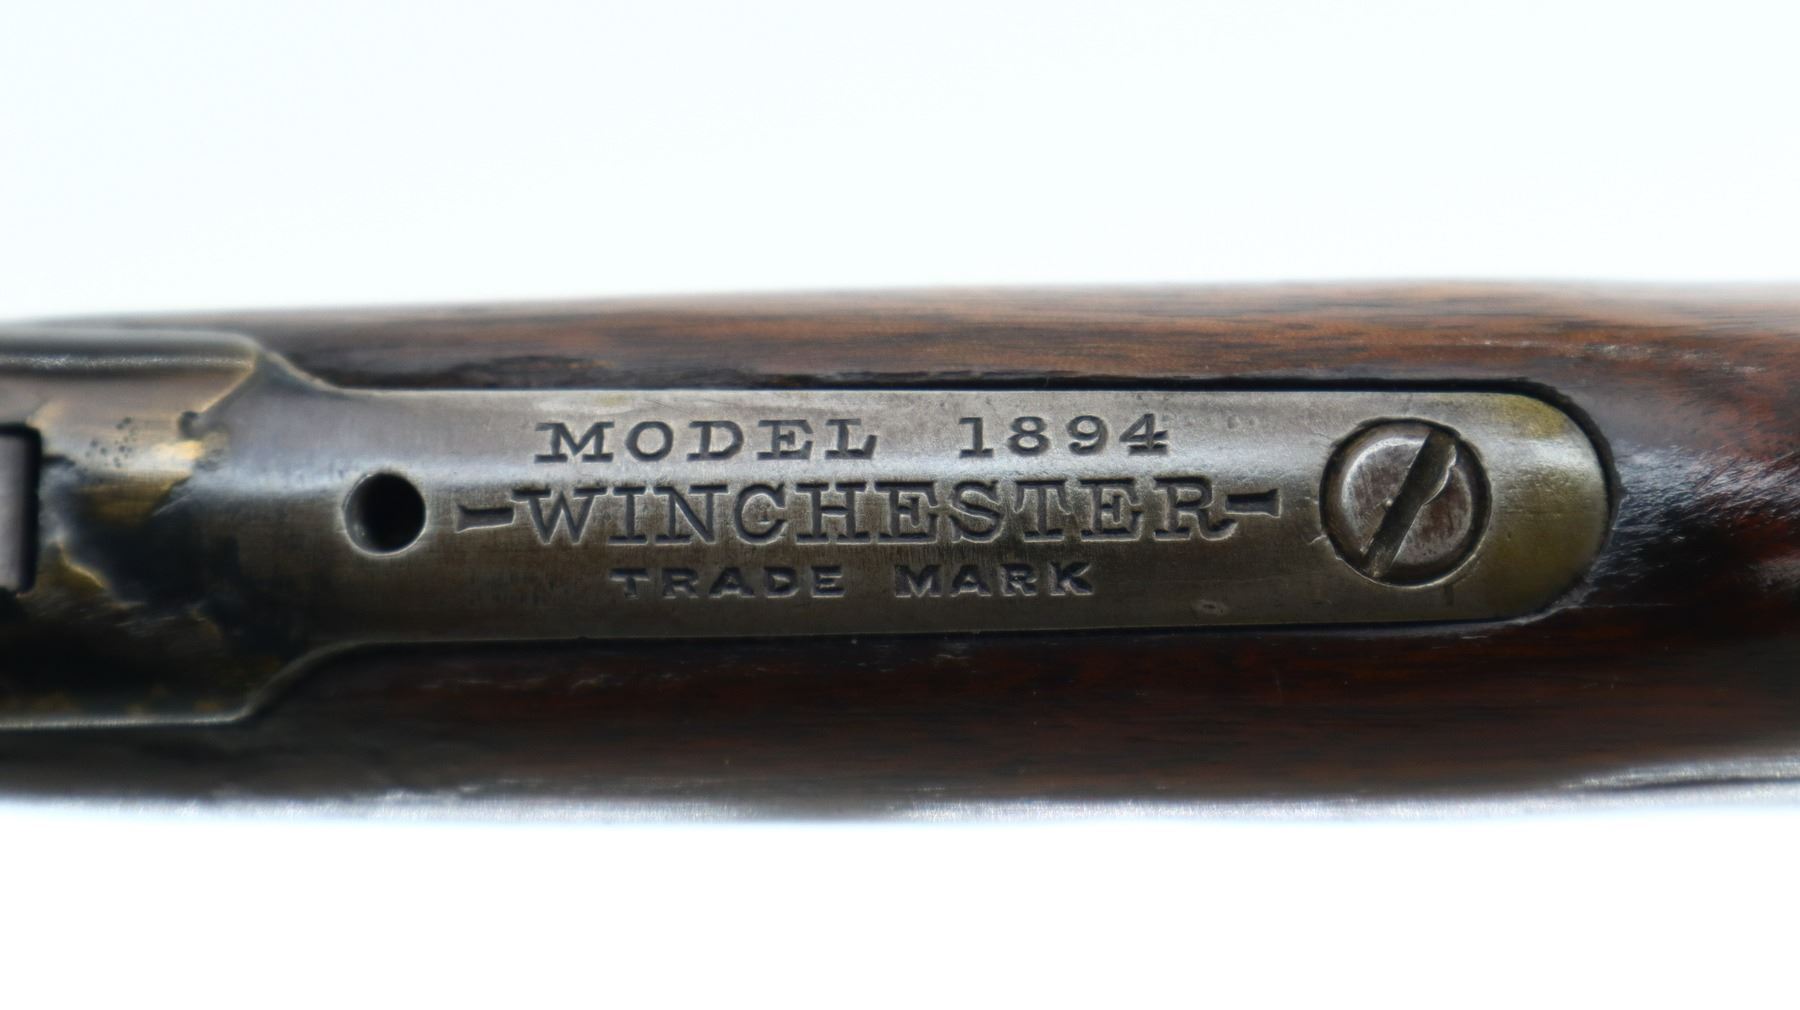 MODEL 1894
-WINCHESTER-
TRADE MARK